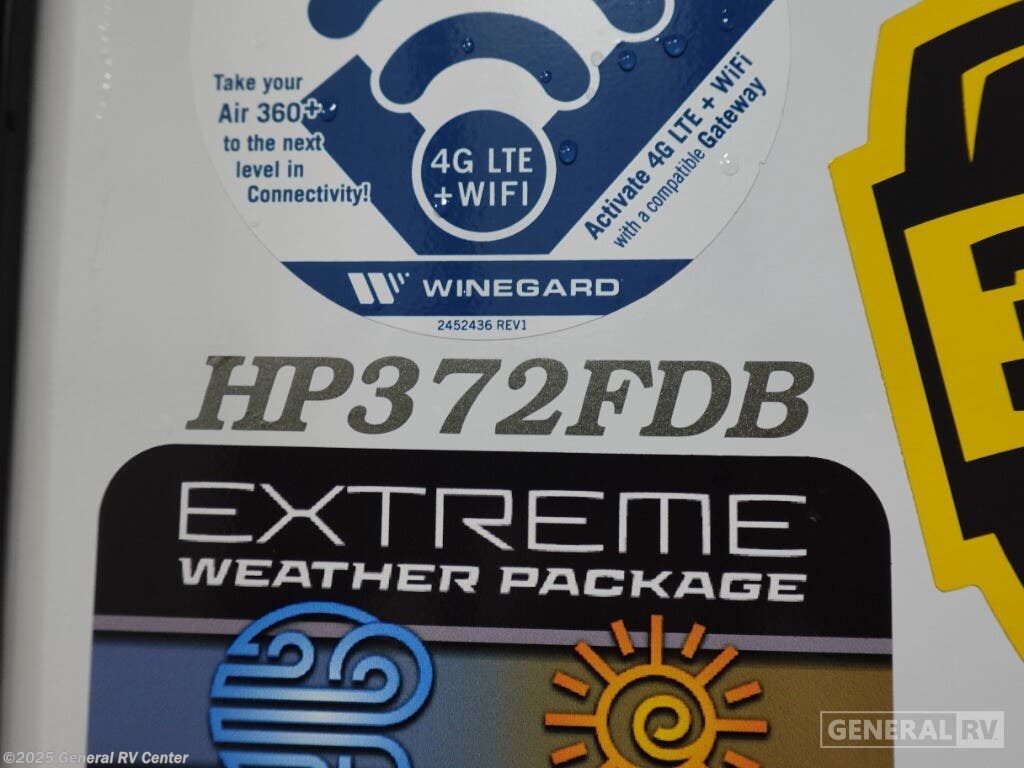 Take your
Air 360+
to the next
level in
Connectivity!
4G LTE
+WIFI
Activate 4G LTE + WiFi
with a compatible Gateway
WINEGARD
2452436 REV1
HP372FDB
EXTREME
WEATHER PACKAGE
GENERAL RV
©2025 General RV Center